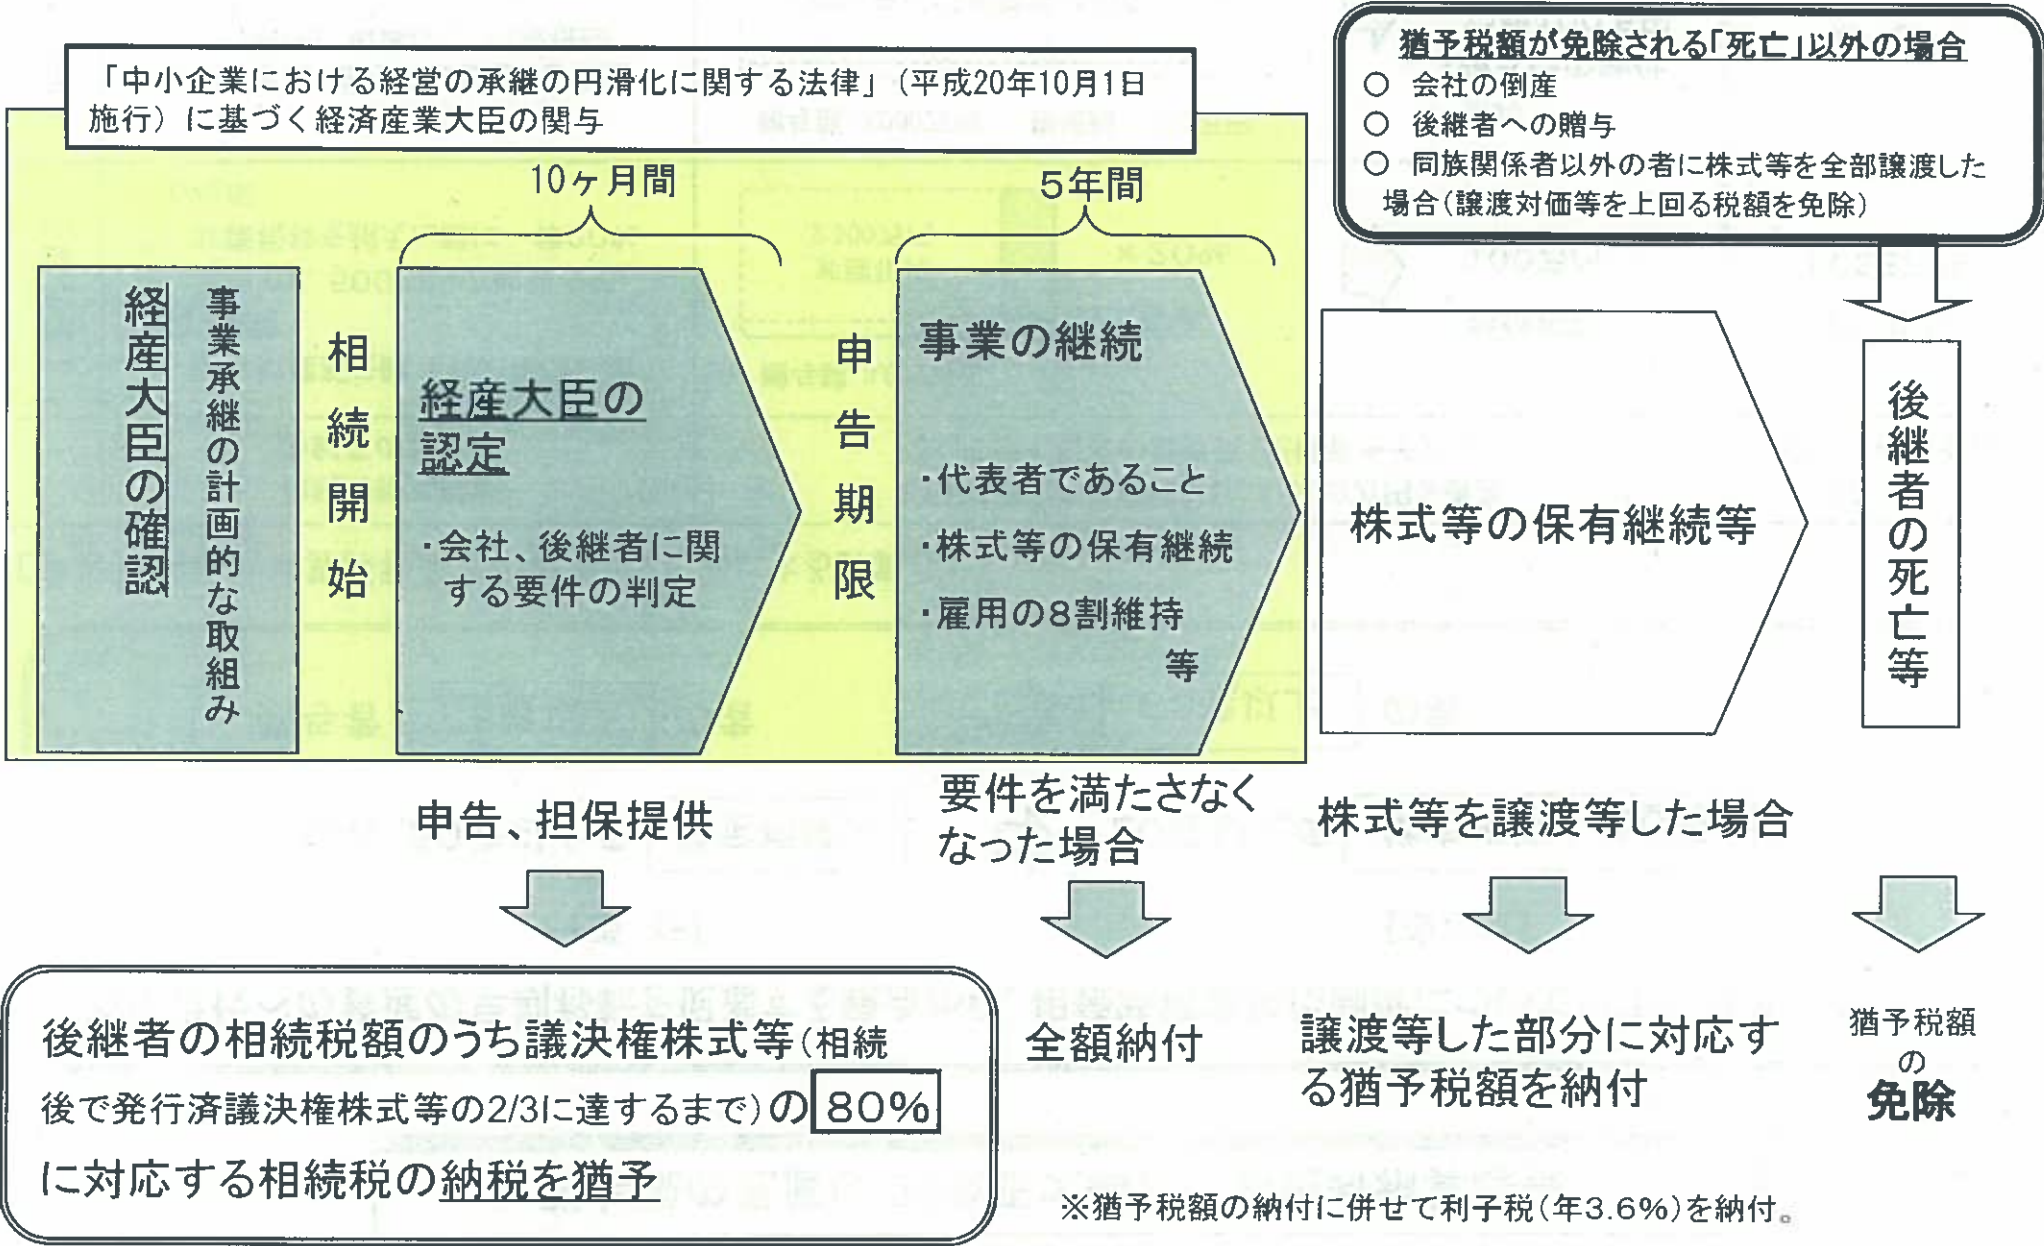 「中小企業における経営の承継の円滑化に関する法律」（平成20年10月1日
施行）に基づく経済産業大臣の関与
猶予税額が免除される「死亡」以外の場合
○ 会社の倒産
○ 後継者への贈与
○ 同族関係者以外の者に株式等を全部譲渡した
場合（譲渡対価等を上回る税額を免除）
10ヶ月間
5年間
経産大臣の確認
事業承継の計画的な取組み
相続開始
経産大臣の
認定
・会社、後継者に関
する要件の判定
申告期限
事業の継続
・代表者であること
・株式等の保有継続
・雇用の8割維持
等
株式等の保有継続等
後継者の死亡等
申告、担保提供
要件を満たさなく
なった場合
株式等を譲渡等した場合
後継者の相続税額のうち議決権株式等（相続
後で発行済議決権株式等の2/3に達するまで）の80%
に対応する相続税の納税を猶予
全額納付
譲渡等した部分に対応す
る猶予税額を納付
猶予税額
の
免除
※猶予税額の納付に併せて利子税（年3.6%）を納付。